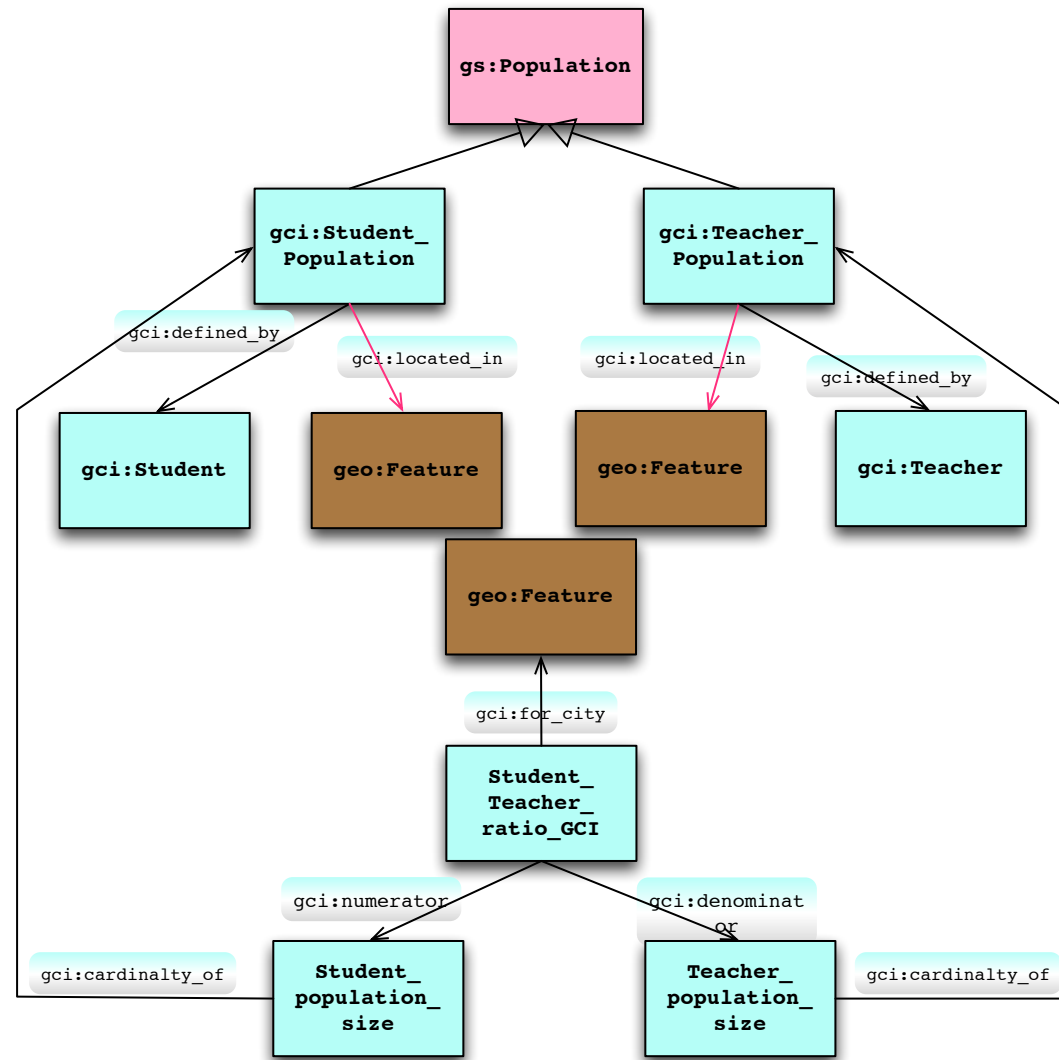 gs:Population
gci:Student_
Population
gci:Teacher_
Population
gci:defined_by
gci:located_in
gci:located_in
gci:defined_by
gci:Student
geo:Feature
geo:Feature
gci:Teacher
geo:Feature
gci:for_city
Student_
Teacher_
ratio_GCI
gci:numerator
gci:denominat
or
gci:cardinalty_of
Student_
population_
size
Teacher_
population_
size
gci:cardinalty_of